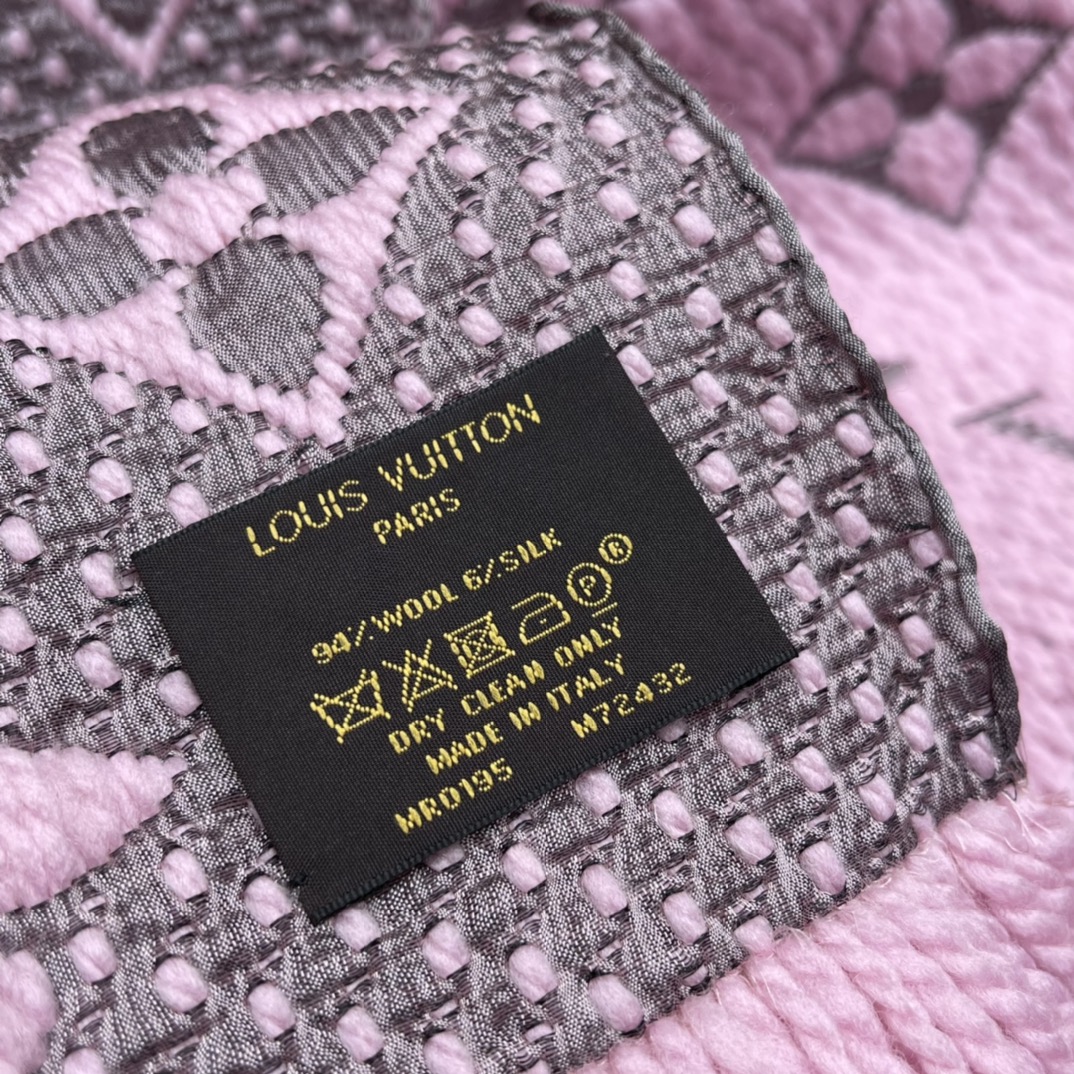 LOUIS VUITTON
PARIS
94% WOOL 6% SILK
P ®
DRY CLEAN ONLY
MADE IN ITALY
MR0195 M72432